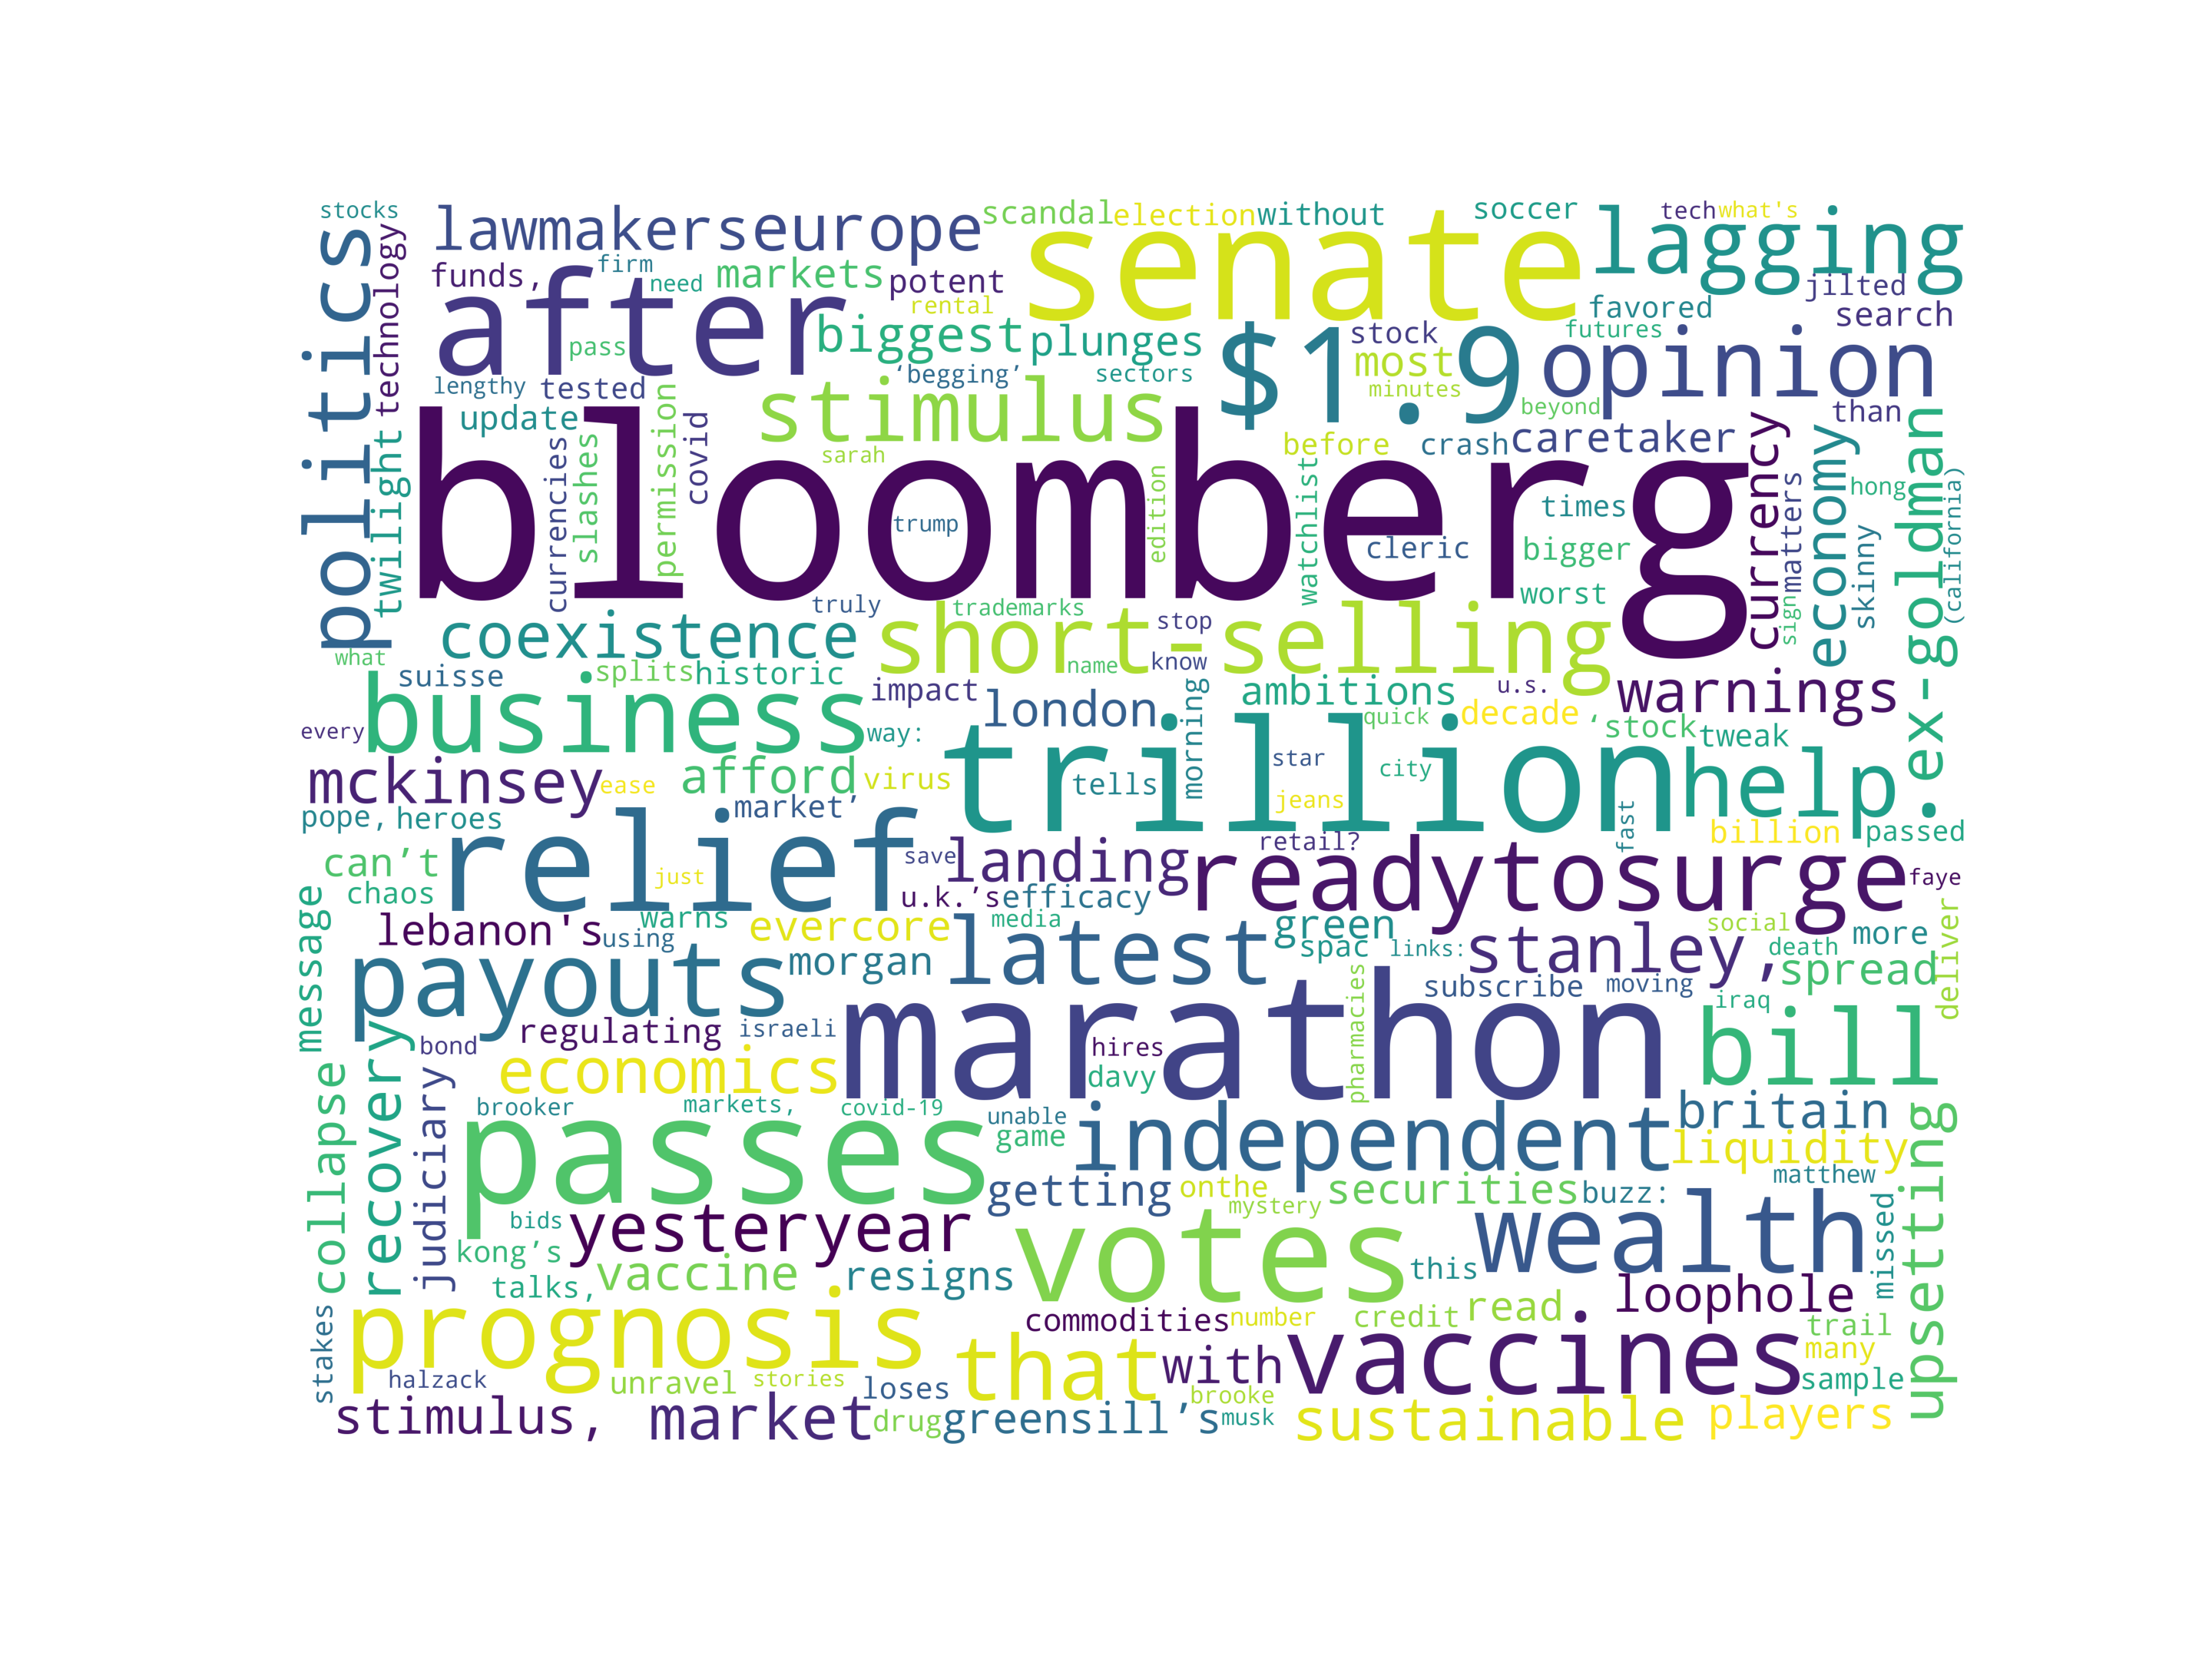 stocks
politics
technology
lawmakers
europe
scandal
election
without
soccer
tech
what's
senate
lagging
funds,
firm
need
markets
potent
rental
after
jilted
favored
search
futures
biggest
plunges
$1.9
stock
opinion
pass
most
minutes
lengthy
tested
‘begging’
sectors
stimulus
beyond
than
update
permission
covid
sarah
before
crash
caretaker
currency
economy
ex-goldman
twilight
currencies
slashes
bloomberg
trump
edition
watchlist
times
cleric
bigger
matters
hong
(california)
skinny
worst
truly
trademarks
stop
sign
coexistence
short-selling
name
know
what
suisse
splits
historic
impact
london
morning
ambitions
u.s.
warnings
every
business
way:
quick
decade
‘stock
tweak
trillion
help.
mckinsey
ease
afford
virus
tells
star
city
jeans
market’
pope,
heroes
relief
fast
billion
passed
can’t
just
save
landing
retail?
readytosurge
faye
chaos
u.k.’s
efficacy
message
lebanon's
warns
using
evercore
media
green
social
latest
spac
links:
stanley,
death
more
deliver
payouts
morgan
spread
subscribe
moving
iraq
regulating
israeli
marathon
pharmacies
bill
recovery
bond
economics
hires
davy
collapse
judiciary
brooker
markets,
covid-19
unable
game
independent
britain
liquidity
passes
matthew
upsetting
getting
onthe
securities
buzz:
mystery
bids
yesteryear
votes
wealth
missed
kong’s
talks,
vaccine
resigns
this
loophole
stakes
prognosis
commodities
number
credit
read
.
trail
many
that
with
vaccines
halzack
unravel
stories
loses
brooke
sample
stimulus,
market
drug
greensill’s
musk
sustainable
players